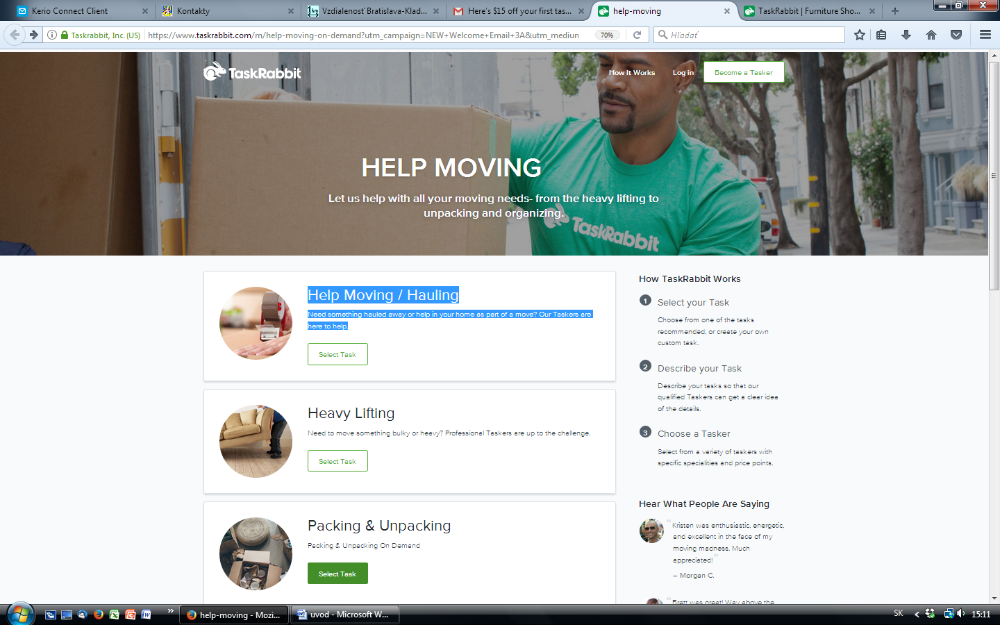 Kerio Connect Client
Kontakty
Vzdialenosť Bratislava-Klad...
Here's $15 off your first tas...
help-moving
TaskRabbit | Furniture Sho...
Taskrabbit, Inc. (US)
https://www.taskrabbit.com/m/help-moving-on-demand?utm_campaign=NEW+Welcome+Email+3A&utm_medium
70%
Hľadať
TaskRabbit
How It Works
Log in
Become a Tasker
HELP MOVING
Let us help with all your moving needs- from the heavy lifting to
unpacking and organizing.
TaskRabbit
Help Moving / Hauling
Need something hauled away or help in your home as part of a move? Our Taskers are
here to help.
Select Task
Heavy Lifting
Need to move something bulky or heavy? Professional Taskers are up to the challenge.
Select Task
Packing & Unpacking
Packing & Unpacking On Demand
Select Task
How TaskRabbit Works
1 Select your Task
Choose from one of the tasks
recommended, or create your own
custom task.
2 Describe your Task
Describe your tasks so that our
qualified Taskers can get a clear idea
of the details.
3 Choose a Tasker
Select from a variety of taskers with
specific specialities and price points.
Hear What People Are Saying
"Kristen was enthusiastic, energetic,
and excellent in the face of my
moving madness. Much
appreciated!"
– Morgan C.
"Brett was great! Way above the
help-moving - Mozi...
uvod - Microsoft W...
SK
15:11